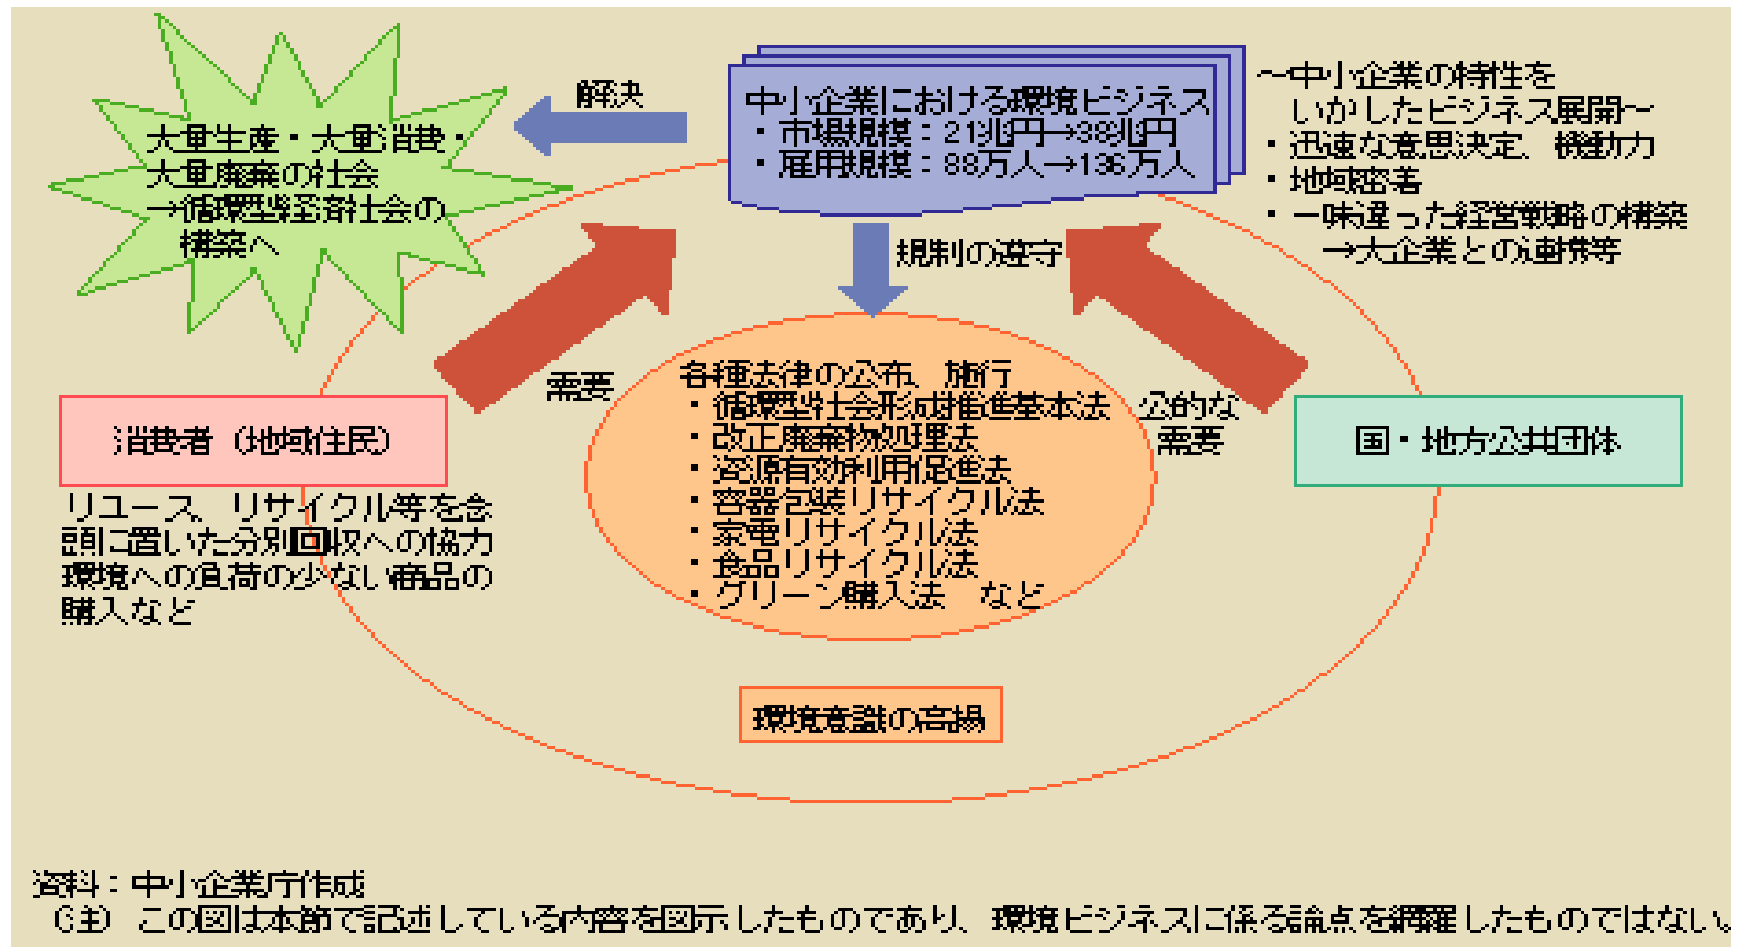 解決
大量生産・大量消費・
大量廃棄の社会
→循環型経済社会の
構築へ
中小企業における環境ビジネス
・市場規模：21兆円→38兆円
・雇用規模：88万人→136万人
～中小企業の特性を
いかしたビジネス展開～
・迅速な意思決定、機動力
・地域密着
・一味違った経営戦略の構築
→大企業との連携等
規制の遵守
需要
各種法律の公布、施行
・循環型社会形成推進基本法
・改正廃棄物処理法
・資源有効利用促進法
・容器包装リサイクル法
・家電リサイクル法
・食品リサイクル法
・グリーン購入法　など
公的な
需要
消費者（地域住民）
国・地方公共団体
リユース、リサイクル等を念
頭に置いた分別回収への協力
環境への負荷の少ない商品の
購入など
環境意識の高揚
資料：中小企業庁作成
（注）この図は本節で記述している内容を図示したものであり、環境ビジネスに係る論点を網羅したものではない。